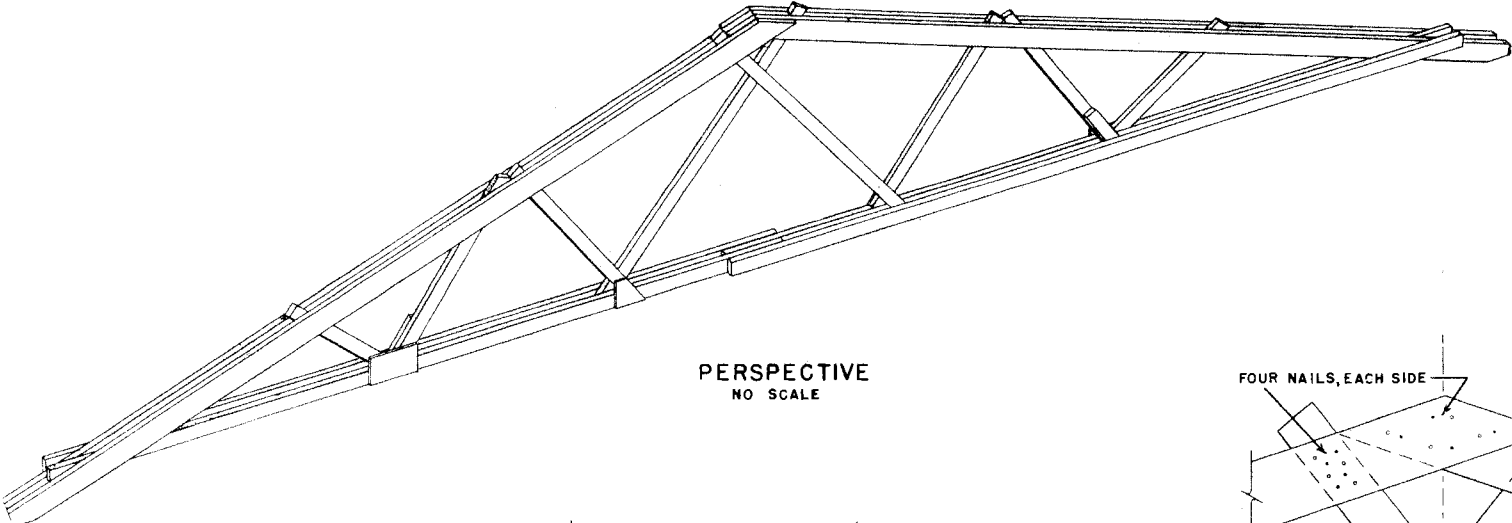 PERSPECTIVE
NO SCALE
FOUR NAILS, EACH SIDE